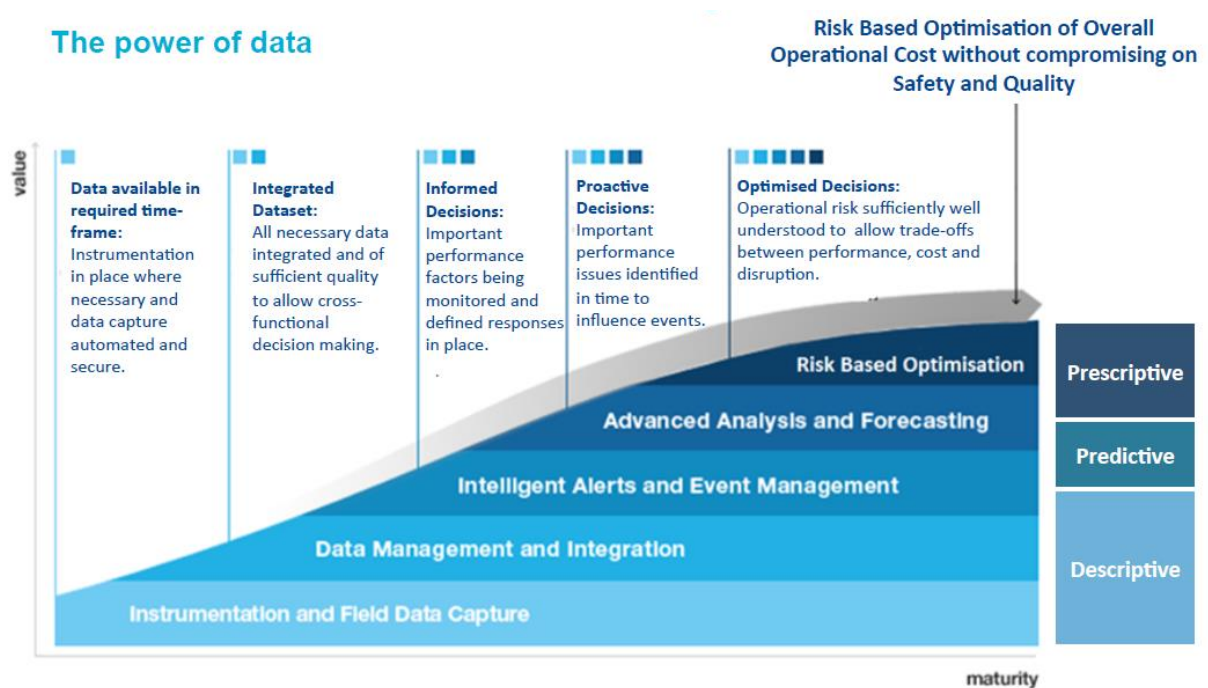 The power of data
Risk Based Optimisation of Overall
Operational Cost without compromising on
Safety and Quality
value
Data available in
required time-
frame:
Instrumentation
in place where
necessary and
data capture
automated and
secure.
Integrated
Dataset:
All necessary data
integrated and of
sufficient quality
to allow cross-
functional
decision making.
Informed
Decisions:
Important
performance
factors being
monitored and
defined responses
in place.
Proactive
Decisions:
Important
performance
issues identified
in time to
influence events.
Optimised Decisions:
Operational risk sufficiently well
understood to allow trade-offs
between performance, cost and
disruption.
Risk Based Optimisation
Advanced Analysis and Forecasting
Intelligent Alerts and Event Management
Data Management and Integration
Instrumentation and Field Data Capture
Prescriptive
Predictive
Descriptive
maturity